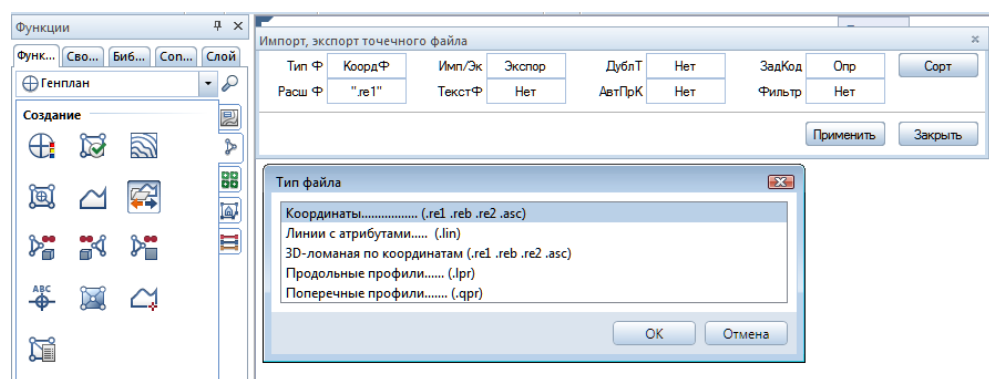 Функции
Функ... Сво... Биб... Con... Слой
Генплан
Создание
ABC
Импорт, экспорт точечного файла
Тип Ф КоордФ Имп/Эк Экспор ДублТ Нет ЗадКод Опр Сорт
Расш Ф ".re1" ТекстФ Нет АвтПрК Нет Фильтр Нет
Применить Закрыть
Тип файла
Координаты................. (.re1 .reb .re2 .asc)
Линии с атрибутами..... (.lin)
3D-ломаная по координатам (.re1 .reb .re2 .asc)
Продольные профили...... (.lpr)
Поперечные профили....... (.qpr)
OK Отмена